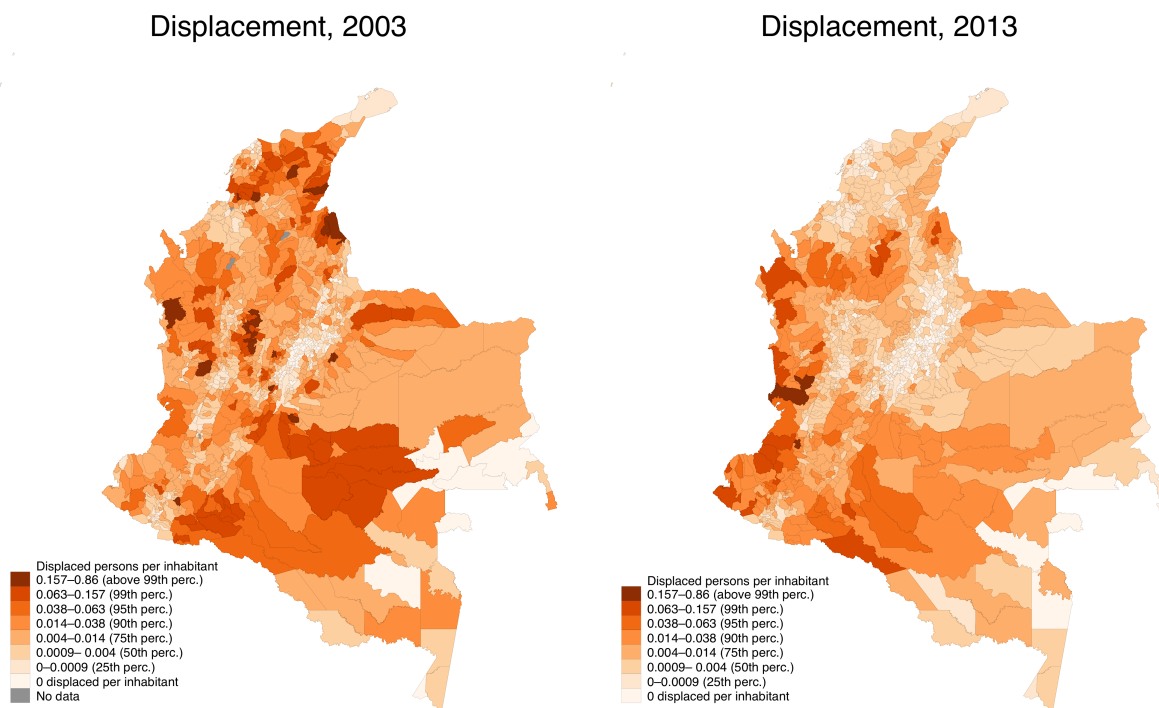 Displacement, 2003
Displaced persons per inhabitant
0.157–0.86 (above 99th perc.)
0.063–0.157 (99th perc.)
0.038–0.063 (95th perc.)
0.014–0.038 (90th perc.)
0.004–0.014 (75th perc.)
0.0009– 0.004 (50th perc.)
0–0.0009 (25th perc.)
0 displaced per inhabitant
No data
Displacement, 2013
Displaced persons per inhabitant
0.157–0.86 (above 99th perc.)
0.063–0.157 (99th perc.)
0.038–0.063 (95th perc.)
0.014–0.038 (90th perc.)
0.004–0.014 (75th perc.)
0.0009– 0.004 (50th perc.)
0–0.0009 (25th perc.)
0 displaced per inhabitant